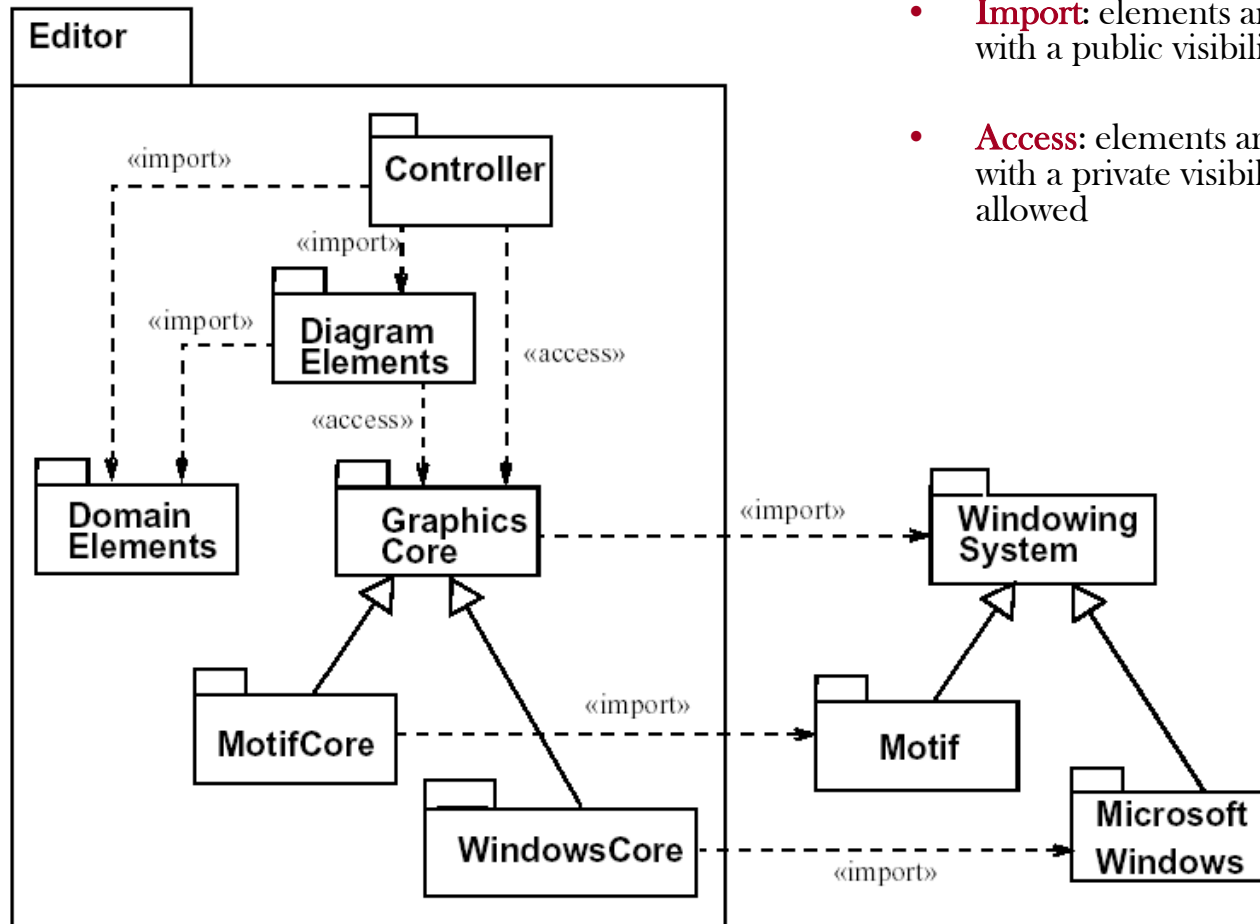 Editor
• Import: elements
with a public
• Access: elements
with a private
allowed
Controller
«import»
«import»
Diagram
Elements
«import»
«access»
«access»
Domain
Elements
Graphics
Core
«import»
Windowing
System
MotifCore
«import»
Motif
WindowsCore
«import»
Microsoft
Windows